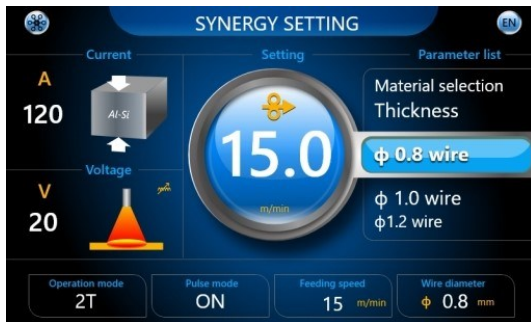 SYNERGY SETTING
EN
Current
A
120
Al-Si
Voltage
V
20
Setting
15.0
m/min
Parameter list
Material selection
Thickness
ϕ 0.8 wire
ϕ 1.0 wire
ϕ1.2 wire
Operation mode
2T
Pulse mode
ON
Feeding speed
15 m/min
Wire diameter
ϕ 0.8 mm